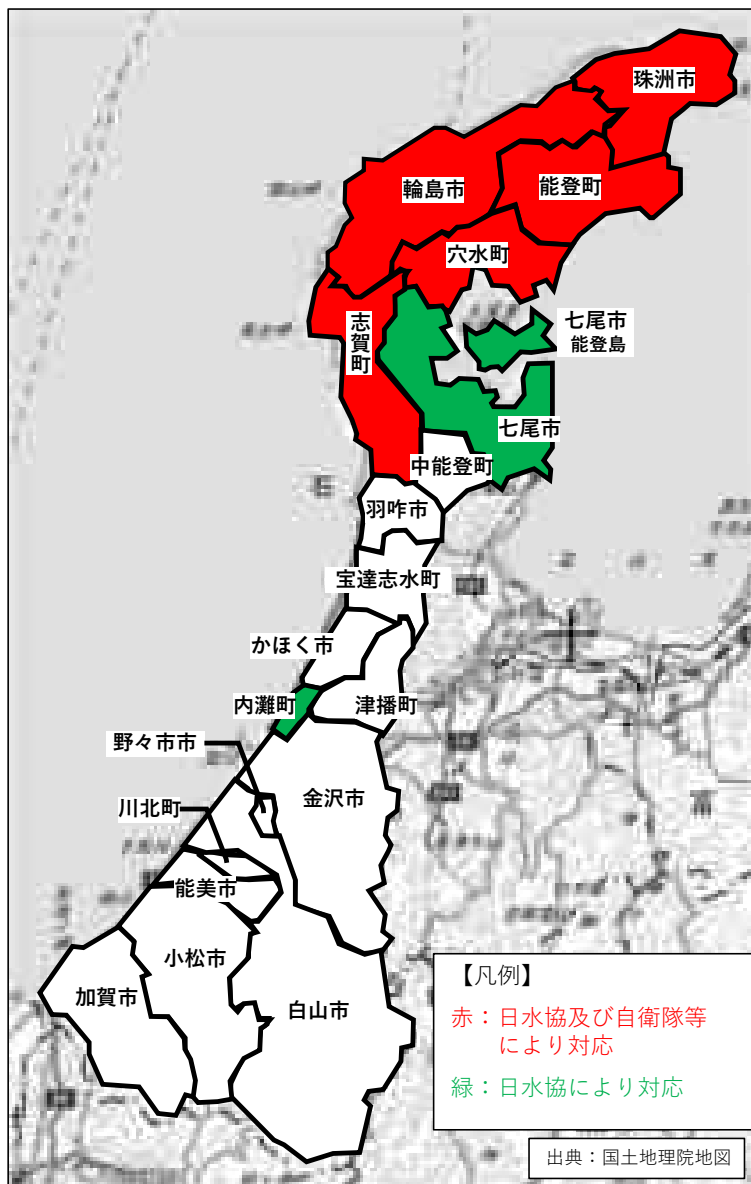 珠洲市
輪島市
能登町
穴水町
志賀町
七尾市
能登島
七尾市
中能登町
羽咋市
宝達志水町
かほく市
内灘町
津播町
野々市市
金沢市
川北町
能美市
小松市
加賀市
白山市
【凡例】
赤：日水協及び自衛隊等
により対応
緑：日水協により対応
出典：国土地理院地図